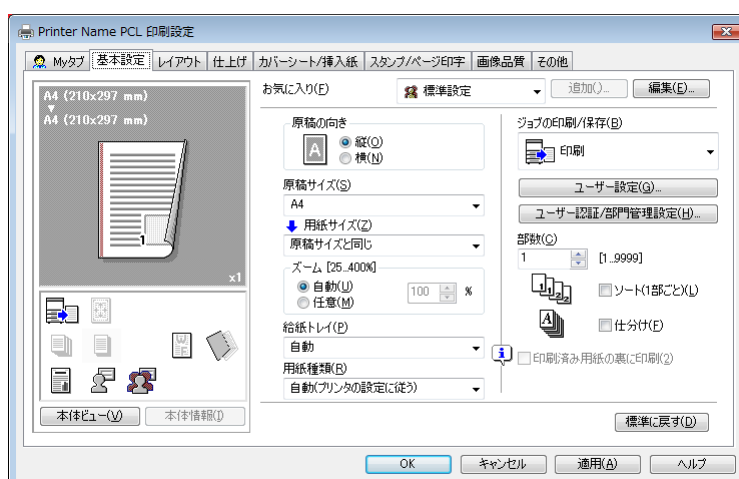 Printer Name PCL 印刷設定
Myタブ 基本設定 レイアウト 仕上げ カバーシート/挿入紙 スタンプ/ページ印字 画像品質 その他
A4 (210x297 mm)
A4 (210x297 mm)
1
x1
本体ビュー(V) 本体情報(I)
お気に入り(F) 標準設定 追加(.)... 編集(E)...
原稿の向き
A 縦(O)
横(N)
原稿サイズ(S)
A4
用紙サイズ(Z)
原稿サイズと同じ
ズーム [25..400%]
自動(U)
任意(M)
100 %
給紙トレイ(P)
自動
用紙種類(R)
自動(プリンタの設定に従う)
ジョブの印刷/保存(B)
印刷
ユーザー設定(G)...
ユーザー認証/部門管理設定(H)...
部数(C)
1 [1..9999]
1 1 2 2 ソート(1部ごと)(L)
A 仕分け(F)
印刷済み用紙の裏に印刷(2)
標準に戻す(D)
OK キャンセル 適用(A) ヘルプ